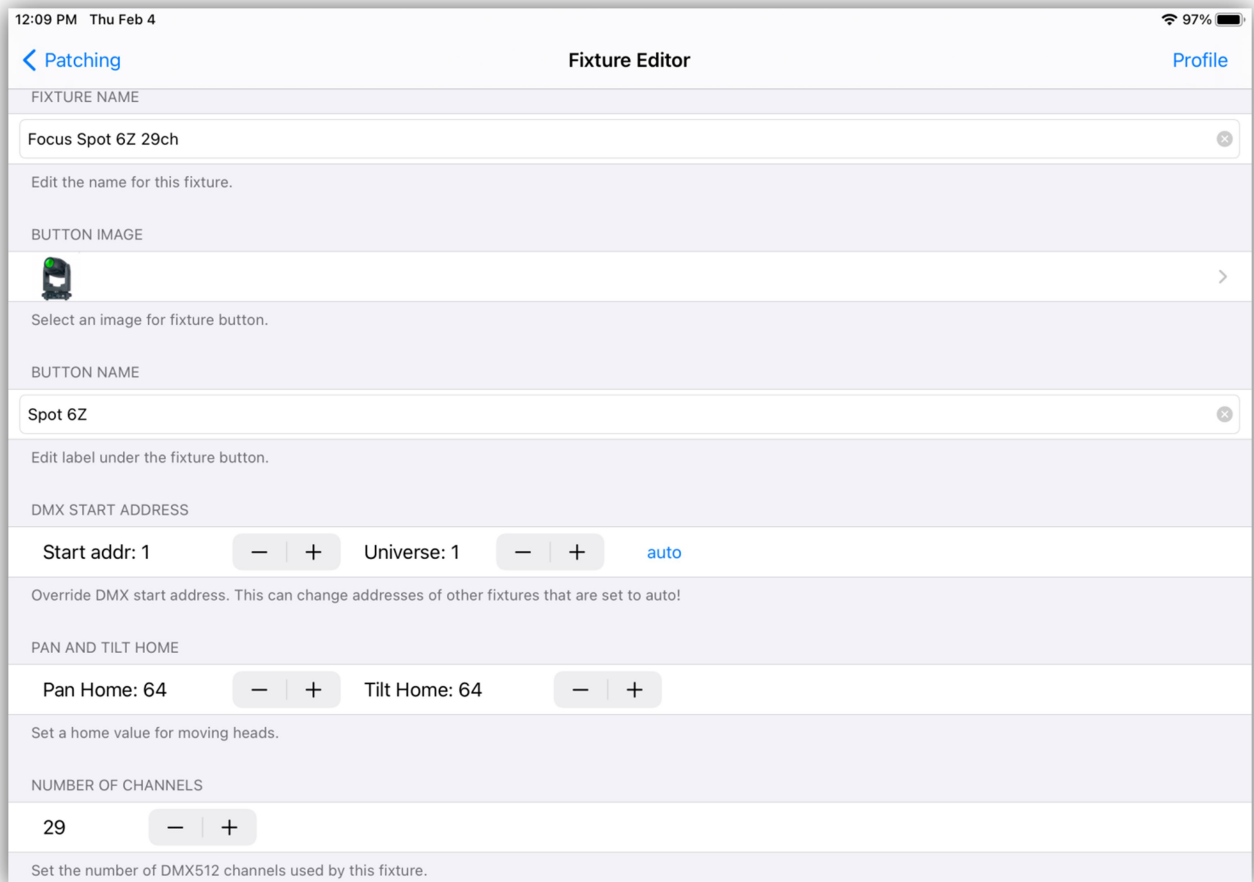 12:09 PM Thu Feb 4 97%
Patching Fixture Editor Profile
FIXTURE NAME
Focus Spot 6Z 29ch
Edit the name for this fixture.
BUTTON IMAGE
Select an image for fixture button.
BUTTON NAME
Spot 6Z
Edit label under the fixture button.
DMX START ADDRESS
Start addr: 1 − + Universe: 1 − + auto
Override DMX start address. This can change addresses of other fixtures that are set to auto!
PAN AND TILT HOME
Pan Home: 64 − + Tilt Home: 64 − +
Set a home value for moving heads.
NUMBER OF CHANNELS
29 − +
Set the number of DMX512 channels used by this fixture.